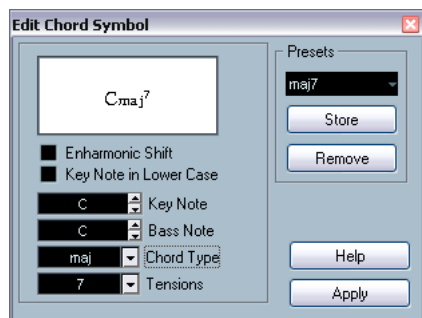 Edit Chord Symbol
Cmaj7
Enharmonic Shift
Key Note in Lower Case
C Key Note
C Bass Note
maj Chord Type
7 Tensions
Presets
maj7
Store
Remove
Help
Apply